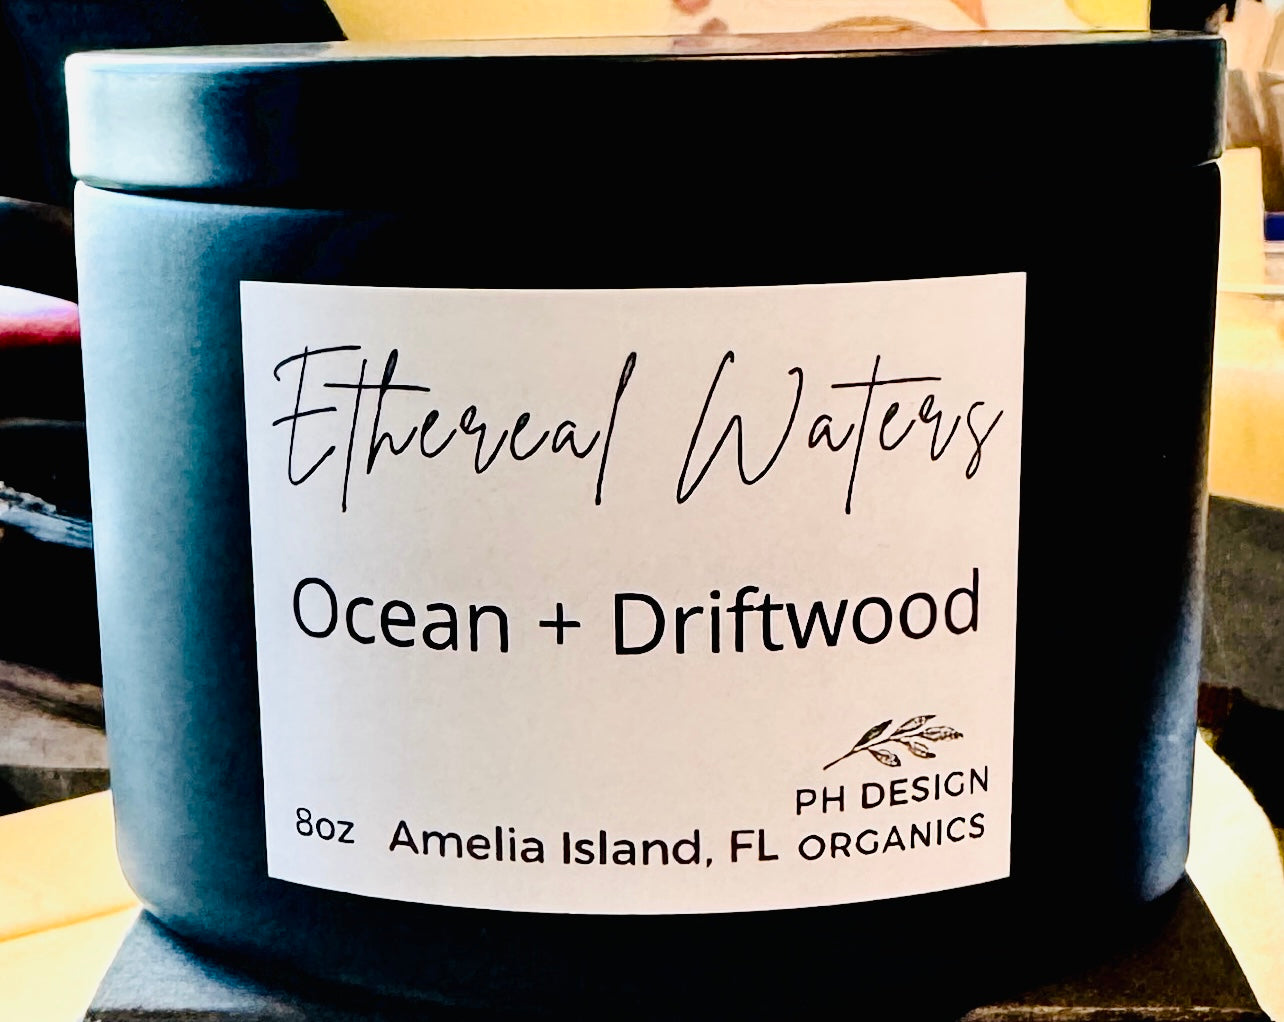 Ethereal Waters
Ocean + Driftwood
8oz Amelia Island, FL
PH DESIGN
ORGANICS